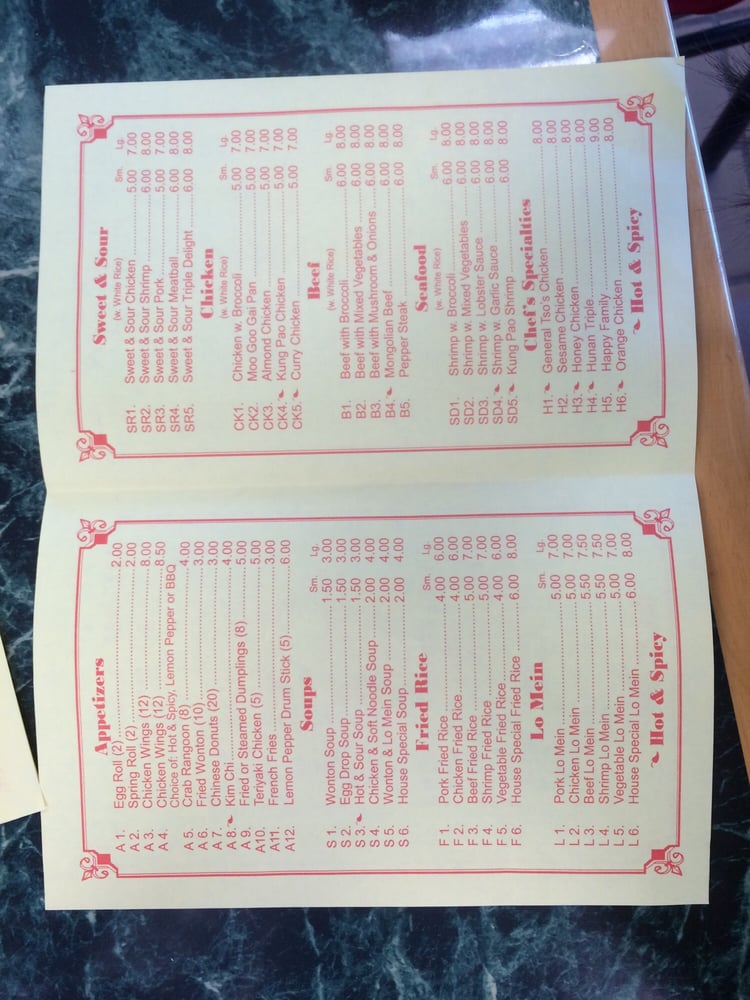 Appetizers
A 1. Egg Roll (2) 2.00
A 2. Spring Roll (2) 2.00
A 3. Chicken Wings (12) 8.00
A 4. Chicken Wings (12) 8.50
Choice of: Hot & Spicy, Lemon Pepper or BBQ
A 5. Crab Rangoon (8) 4.00
A 6. Fried Wonton (10) 3.00
A 7. Chinese Donuts (20) 3.00
A 8. Kim Chi 4.00
A 9. Fried or Steamed Dumplings (8) 5.00
A10. Teriyaki Chicken (5) 5.00
A11. French Fries 3.00
A12. Lemon Pepper Drum Stick (5) 6.00
Soups
Sm. Lg.
S 1. Wonton Soup 1.50 3.00
S 2. Egg Drop Soup 1.50 3.00
S 3. Hot & Sour Soup 1.50 3.00
S 4. Chicken & Soft Noodle Soup 2.00 4.00
S 5. Wonton & Lo Mein Soup 2.00 4.00
S 6. House Special Soup 2.00 4.00
Fried Rice
Sm. Lg.
F 1. Pork Fried Rice 4.00 6.00
F 2. Chicken Fried Rice 4.00 6.00
F 3. Beef Fried Rice 5.00 7.00
F 4. Shrimp Fried Rice 5.00 7.00
F 5. Vegetable Fried Rice 4.00 6.00
F 6. House Special Fried Rice 6.00 8.00
Lo Mein
Sm. Lg.
L 1. Pork Lo Mein 5.00 7.00
L 2. Chicken Lo Mein 5.00 7.00
L 3. Beef Lo Mein 5.50 7.50
L 4. Shrimp Lo Mein 5.50 7.50
L 5. Vegetable Lo Mein 5.00 7.00
L 6. House Special Lo Mein 6.00 8.00
Hot & Spicy
Sweet & Sour
(w. White Rice) Sm. Lg.
SR1. Sweet & Sour Chicken 5.00 7.00
SR2. Sweet & Sour Shrimp 6.00 8.00
SR3. Sweet & Sour Pork 5.00 7.00
SR4. Sweet & Sour Meatball 6.00 8.00
SR5. Sweet & Sour Triple Delight 6.00 8.00
Chicken
(w. White Rice) Sm. Lg.
CK1. Chicken w. Broccoli 5.00 7.00
CK2. Moo Goo Gai Pan 5.00 7.00
CK3. Almond Chicken 5.00 7.00
CK4. Kung Pao Chicken 5.00 7.00
CK5. Curry Chicken 5.00 7.00
Beef
(w. White Rice) Sm. Lg.
B1. Beef with Broccoli 6.00 8.00
B2. Beef with Mixed Vegetables 6.00 8.00
B3. Beef with Mushroom & Onions 6.00 8.00
B4. Mongolian Beef 6.00 8.00
B5. Pepper Steak 6.00 8.00
Seafood
(w. White Rice) Sm. Lg.
SD1. Shrimp w. Broccoli 6.00 8.00
SD2. Shrimp w. Mixed Vegetables 6.00 8.00
SD3. Shrimp w. Lobster Sauce 6.00 8.00
SD4. Shrimp w. Garlic Sauce 6.00 8.00
SD5. Kung Pao Shrimp 6.00 8.00
Chef's Specialties
H1. General Tso's Chicken 8.00
H2. Sesame Chicken 8.00
H3. Honey Chicken 8.00
H4. Hunan Triple 9.00
H5. Happy Family 8.00
H6. Orange Chicken
Hot & Spicy